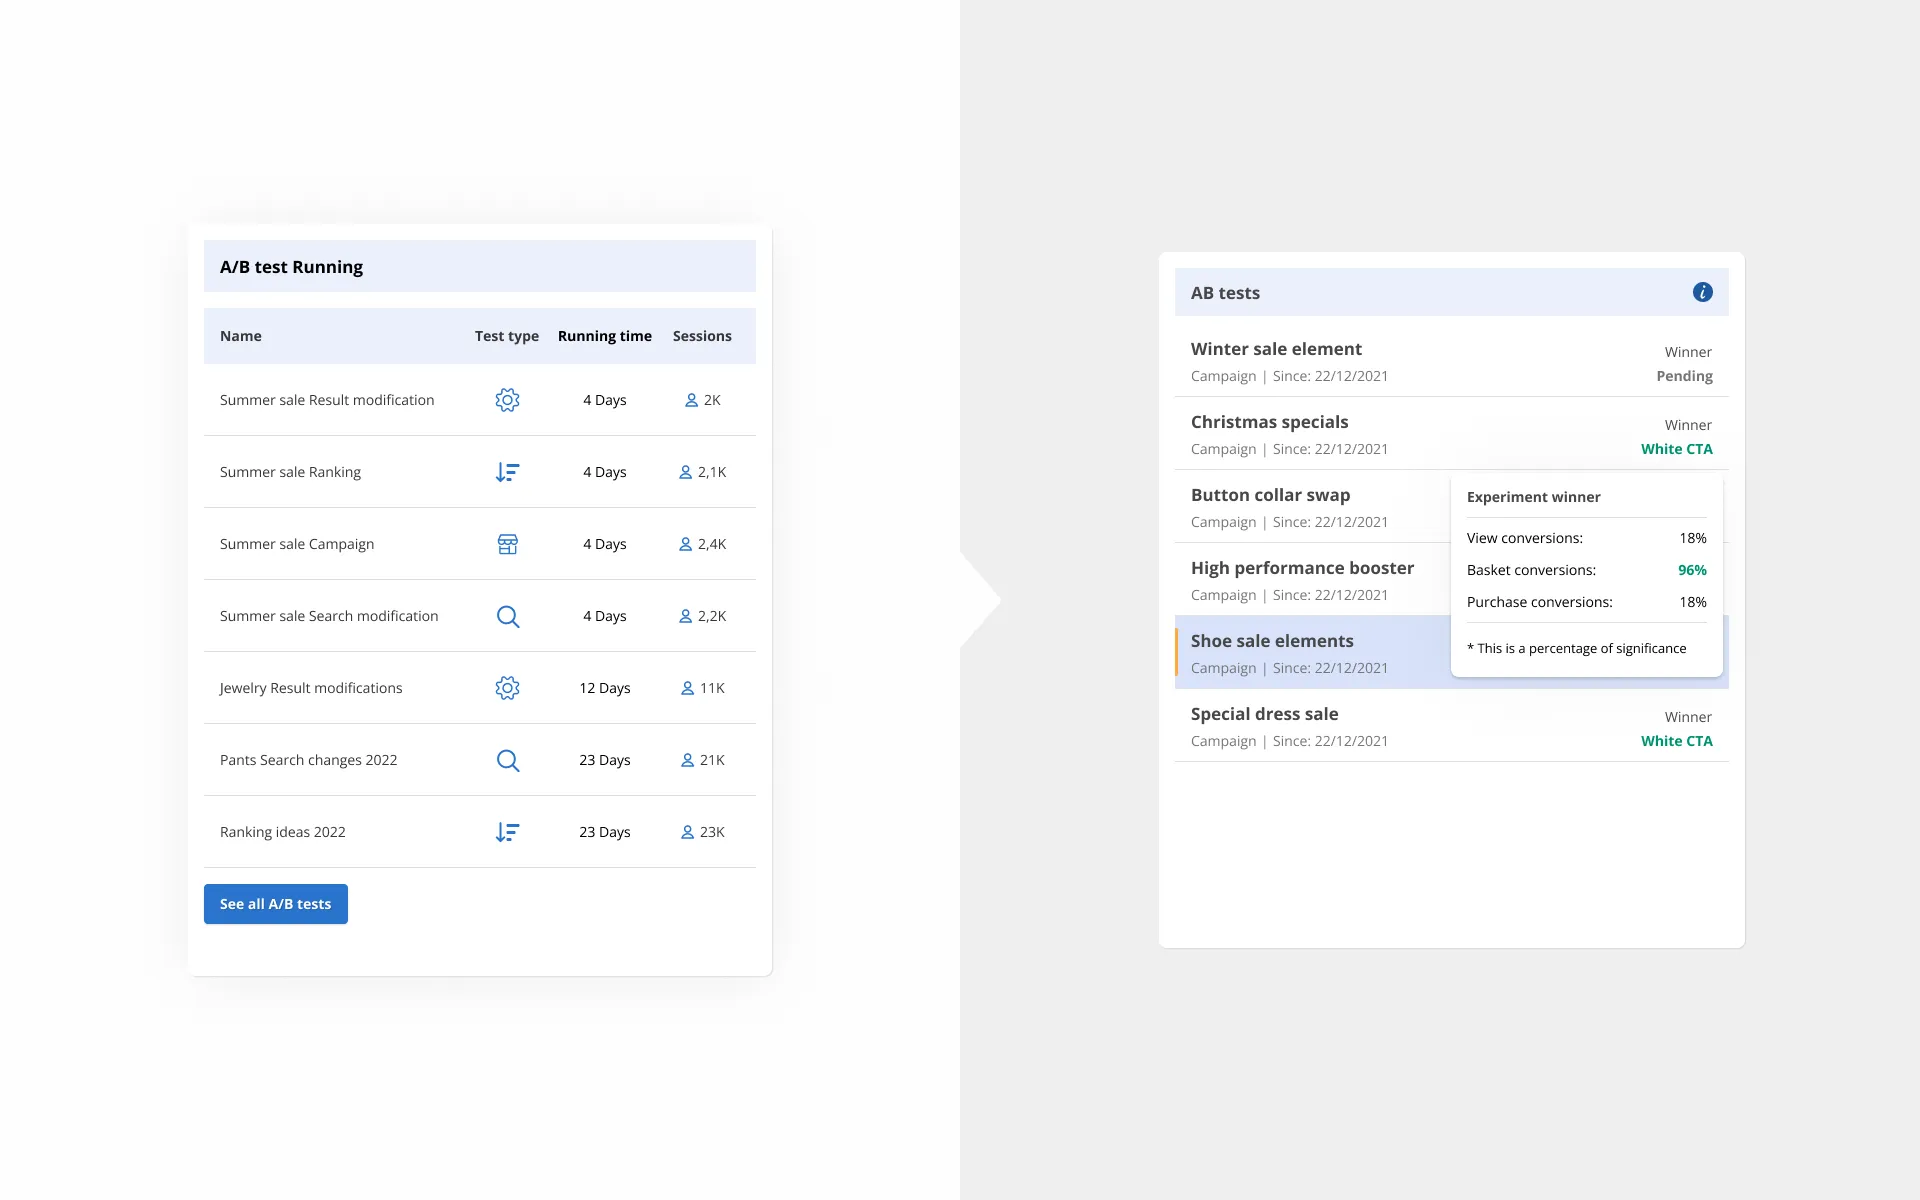 A/B test Running
Name Test type Running time Sessions
Summer sale Result modification 4 Days 2K
Summer sale Ranking 4 Days 2,1K
Summer sale Campaign 4 Days 2,4K
Summer sale Search modification 4 Days 2,2K
Jewelry Result modifications 12 Days 11K
Pants Search changes 2022 23 Days 21K
Ranking ideas 2022 23 Days 23K
See all A/B tests
AB tests i
Winter sale element Winner
Campaign | Since: 22/12/2021 Pending
Christmas specials Winner
Campaign | Since: 22/12/2021 White CTA
Button collar swap
Campaign | Since: 22/12/2021
High performance booster
Campaign | Since: 22/12/2021
Shoe sale elements
Campaign | Since: 22/12/2021
Experiment winner
View conversions: 18%
Basket conversions: 96%
Purchase conversions: 18%
* This is a percentage of significance
Special dress sale Winner
Campaign | Since: 22/12/2021 White CTA